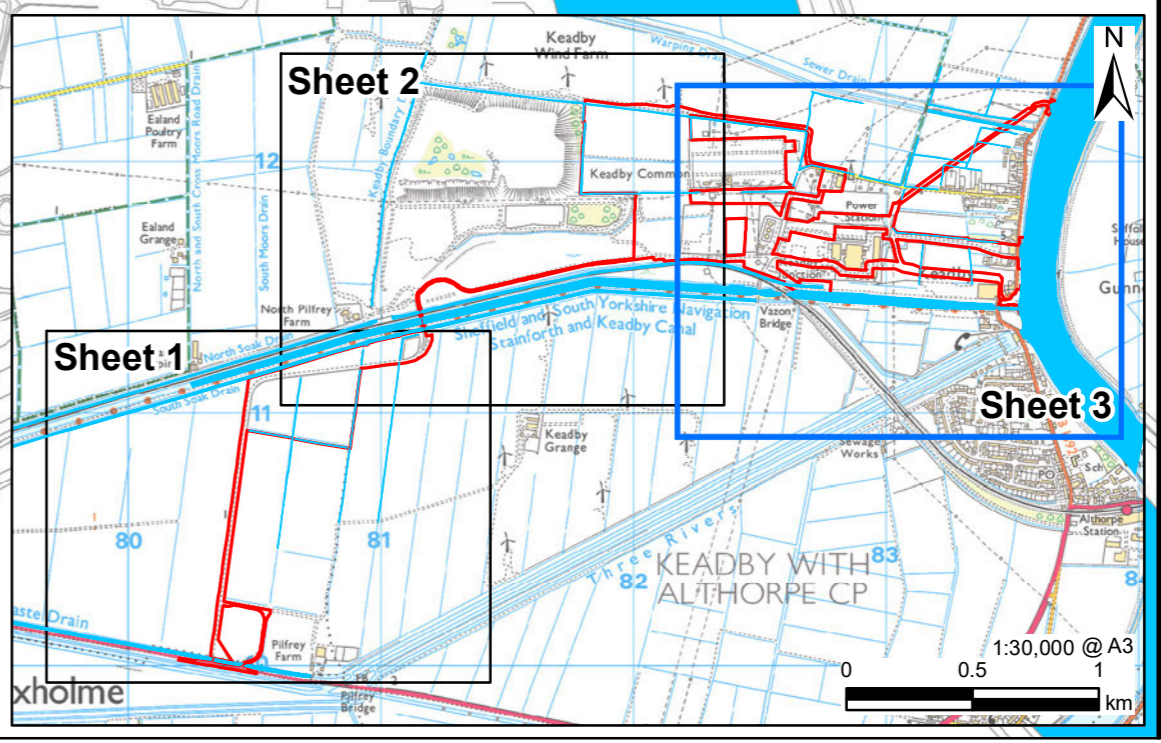 Keadby
Wind Farm
Warping Drain
Sewer Drain
N
Sheet 2
Ealand
Poultry
Farm
North and South Cross Moors Road Drain
South Moors Drain
Keadby Boundary
12
Keadby Common
Power
Station
Ealand
Grange
Keadby
Gunn
North Pilfrey
Farm
Sheffield and South Yorkshire Navigation
Stainforth and Keadby Canal
Vazon
Bridge
Sheet 1
North Soak Drain
South Soak Drain
11
Sheet 3
Keadby
Grange
Sewage
Works
PO
Sch
Althorpe
Station
80
81
82
83
84
Three Rivers
KEADBY WITH
ALTHORPE CP
Pilfrey
Farm
FB
Pilfrey
Bridge
xholme
1:30,000 @ A3
0 0.5 1
km